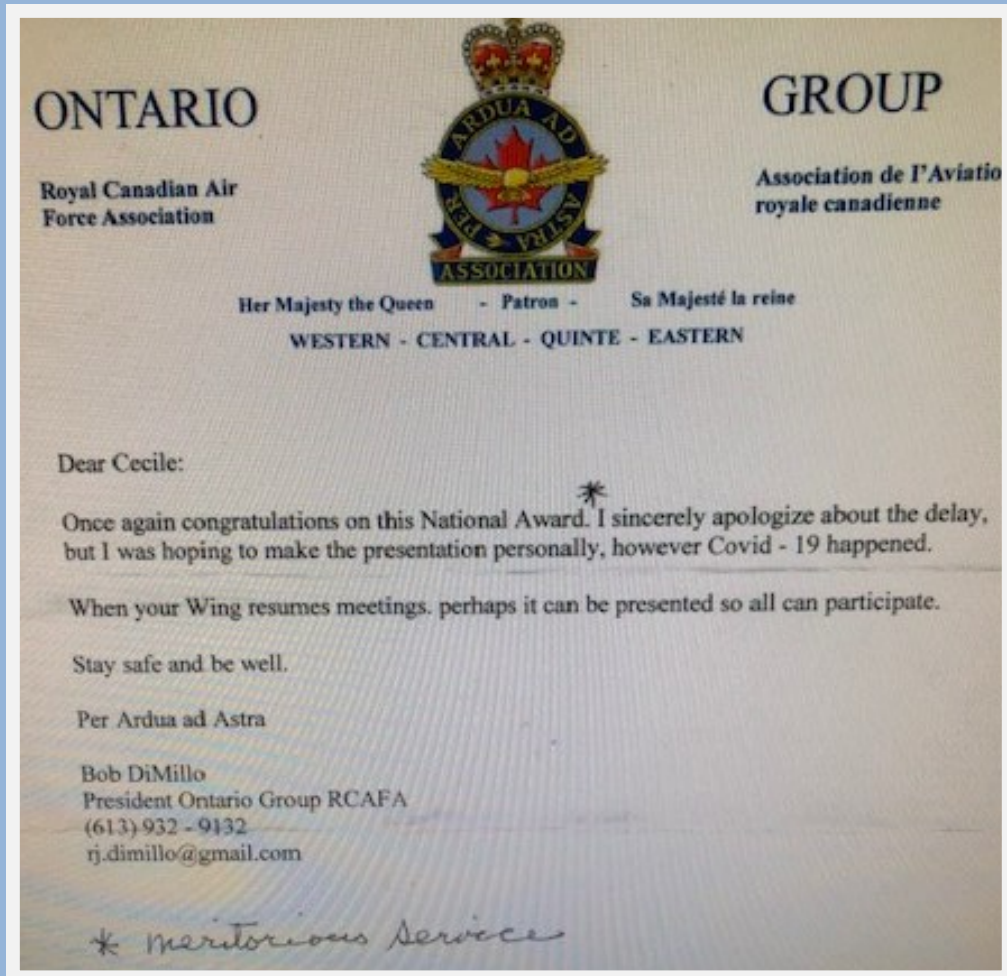 ONTARIO GROUP
PER ARDUA AD ASTRA
ASSOCIATION
Royal Canadian Air
Force Association
Association de l'Aviatio
royale canadienne
Her Majesty the Queen - Patron - Sa Majesté la reine
WESTERN - CENTRAL - QUINTE - EASTERN
Dear Cecile:
*
Once again congratulations on this National Award. I sincerely apologize about the delay,
but I was hoping to make the presentation personally, however Covid - 19 happened.
When your Wing resumes meetings. perhaps it can be presented so all can participate.
Stay safe and be well.
Per Ardua ad Astra
Bob DiMillo
President Ontario Group RCAFA
(613) 932 - 9132
rj.dimillo@gmail.com
* meritorious service